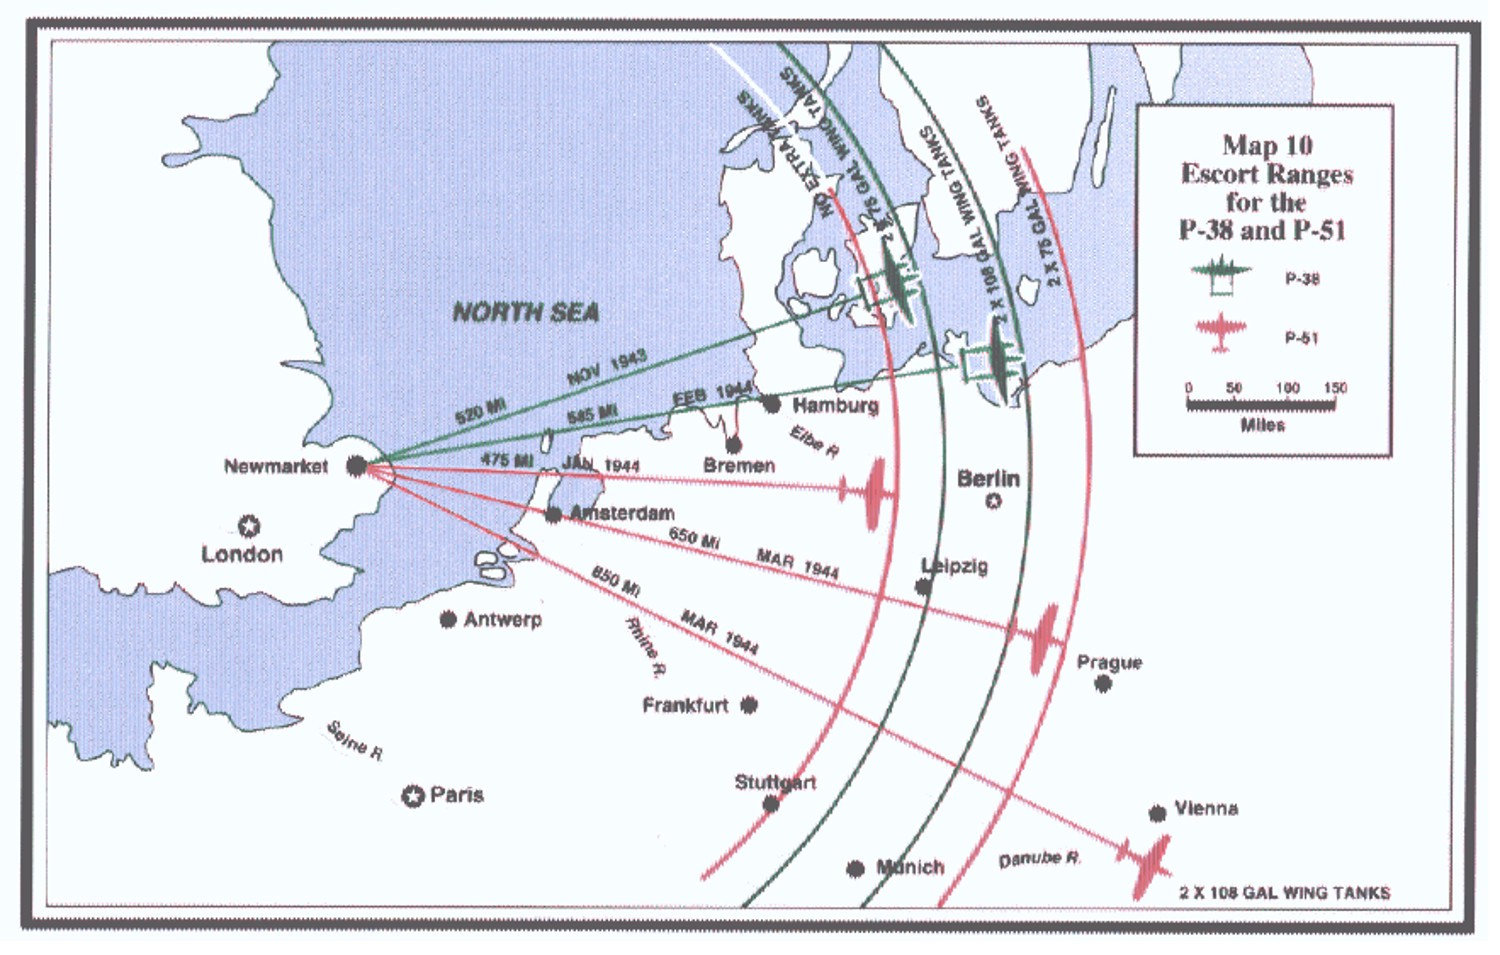 Map 10
Escort Ranges
for the
P-38 and P-51
P-38
P-51
0 50 100 150
Miles
NO EXTRA TANKS
2 X 75 GAL WING TANKS
2 X 108 GAL WING TANKS
2 X 75 GAL WING TANKS
NORTH SEA
520 MI NOV 1943
585 MI FEB 1944
Hamburg
Elbe R
Newmarket
475 MI JAN 1944
Bremen
Berlin
Amsterdam
London
650 MI MAR 1944
Leipzig
850 MI MAR 1944
Antwerp
Rhine R.
Prague
Frankfurt
Seine R.
Stuttgart
Paris
Vienna
Munich
Danube R.
2 X 108 GAL WING TANKS